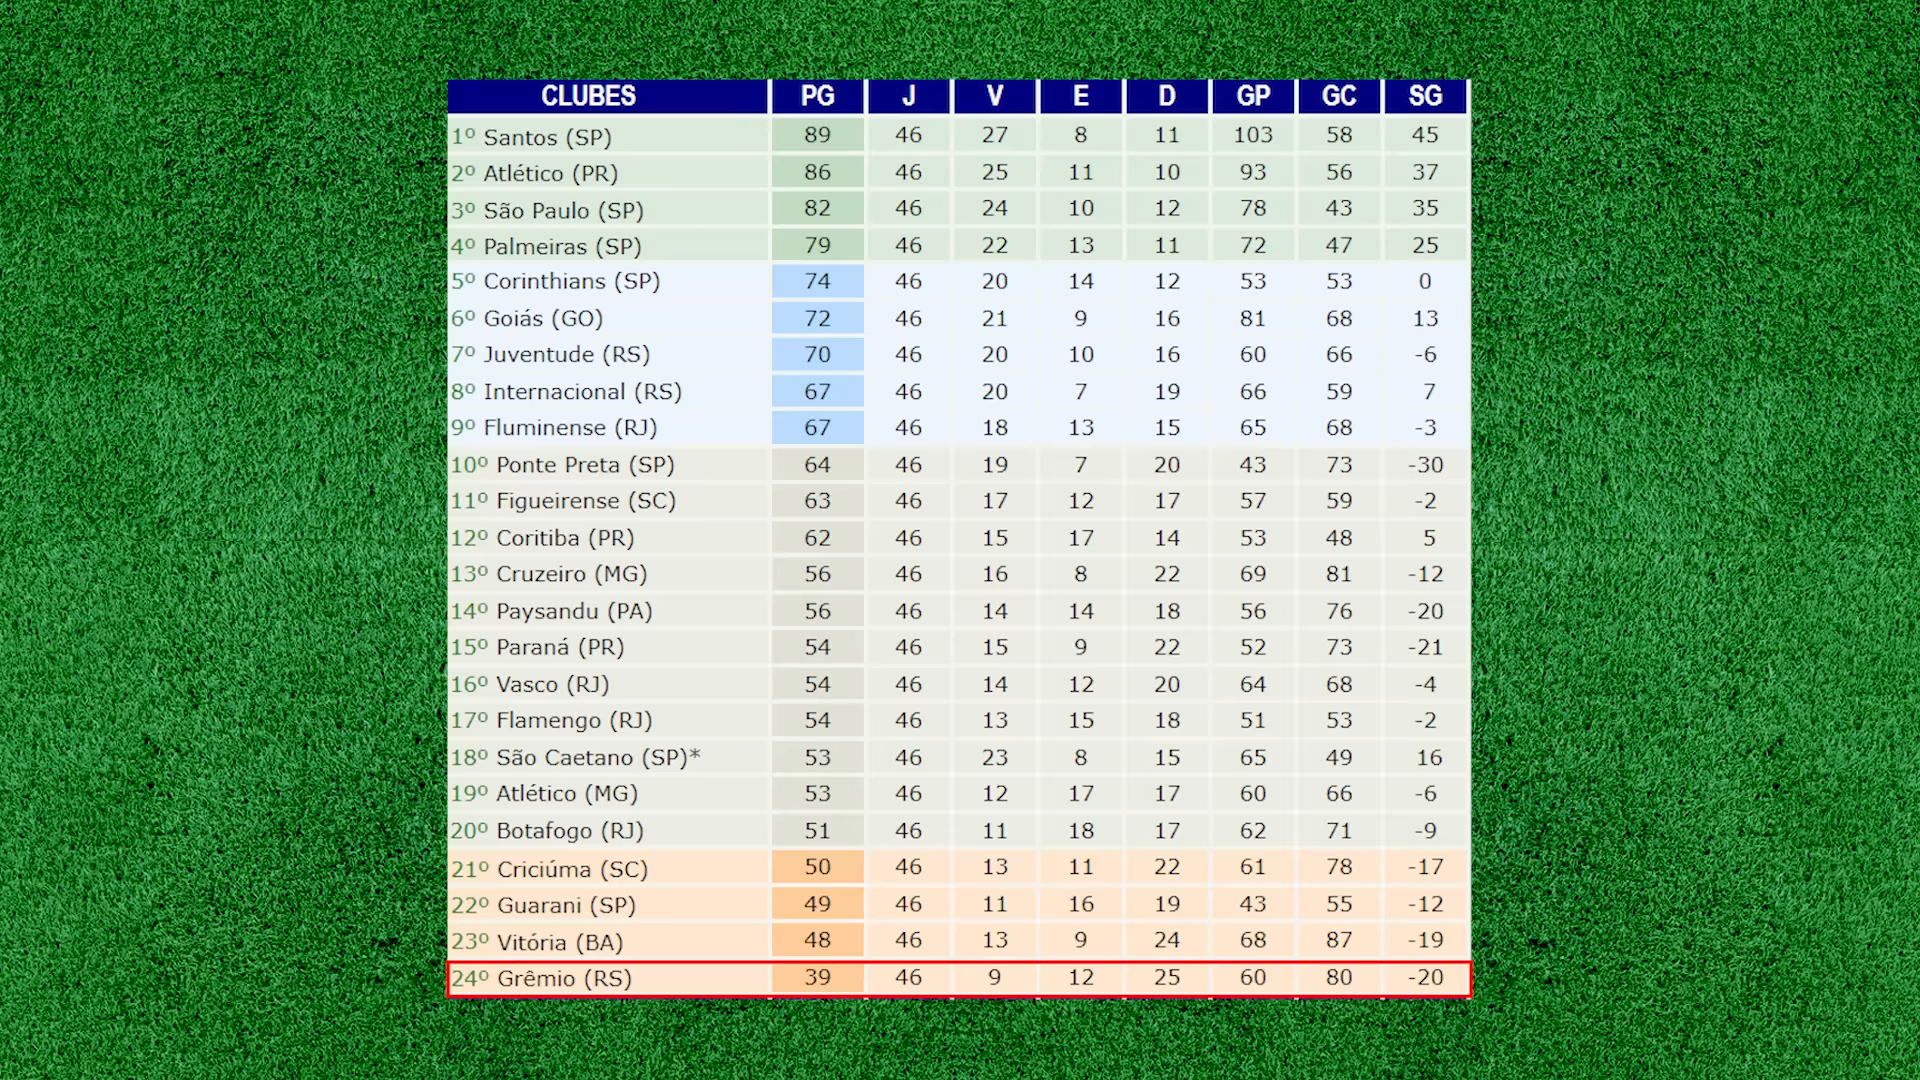 CLUBES PG J V E D GP GC SG
1º Santos (SP) 89 46 27 8 11 103 58 45
2º Atlético (PR) 86 46 25 11 10 93 56 37
3º São Paulo (SP) 82 46 24 10 12 78 43 35
4º Palmeiras (SP) 79 46 22 13 11 72 47 25
5º Corinthians (SP) 74 46 20 14 12 53 53 0
6º Goiás (GO) 72 46 21 9 16 81 68 13
7º Juventude (RS) 70 46 20 10 16 60 66 -6
8º Internacional (RS) 67 46 20 7 19 66 59 7
9º Fluminense (RJ) 67 46 18 13 15 65 68 -3
10º Ponte Preta (SP) 64 46 19 7 20 43 73 -30
11º Figueirense (SC) 63 46 17 12 17 57 59 -2
12º Coritiba (PR) 62 46 15 17 14 53 48 5
13º Cruzeiro (MG) 56 46 16 8 22 69 81 -12
14º Paysandu (PA) 56 46 14 14 18 56 76 -20
15º Paraná (PR) 54 46 15 9 22 52 73 -21
16º Vasco (RJ) 54 46 14 12 20 64 68 -4
17º Flamengo (RJ) 54 46 13 15 18 51 53 -2
18º São Caetano (SP)* 53 46 23 8 15 65 49 16
19º Atlético (MG) 53 46 12 17 17 60 66 -6
20º Botafogo (RJ) 51 46 11 18 17 62 71 -9
21º Criciúma (SC) 50 46 13 11 22 61 78 -17
22º Guarani (SP) 49 46 11 16 19 43 55 -12
23º Vitória (BA) 48 46 13 9 24 68 87 -19
24º Grêmio (RS) 39 46 9 12 25 60 80 -20